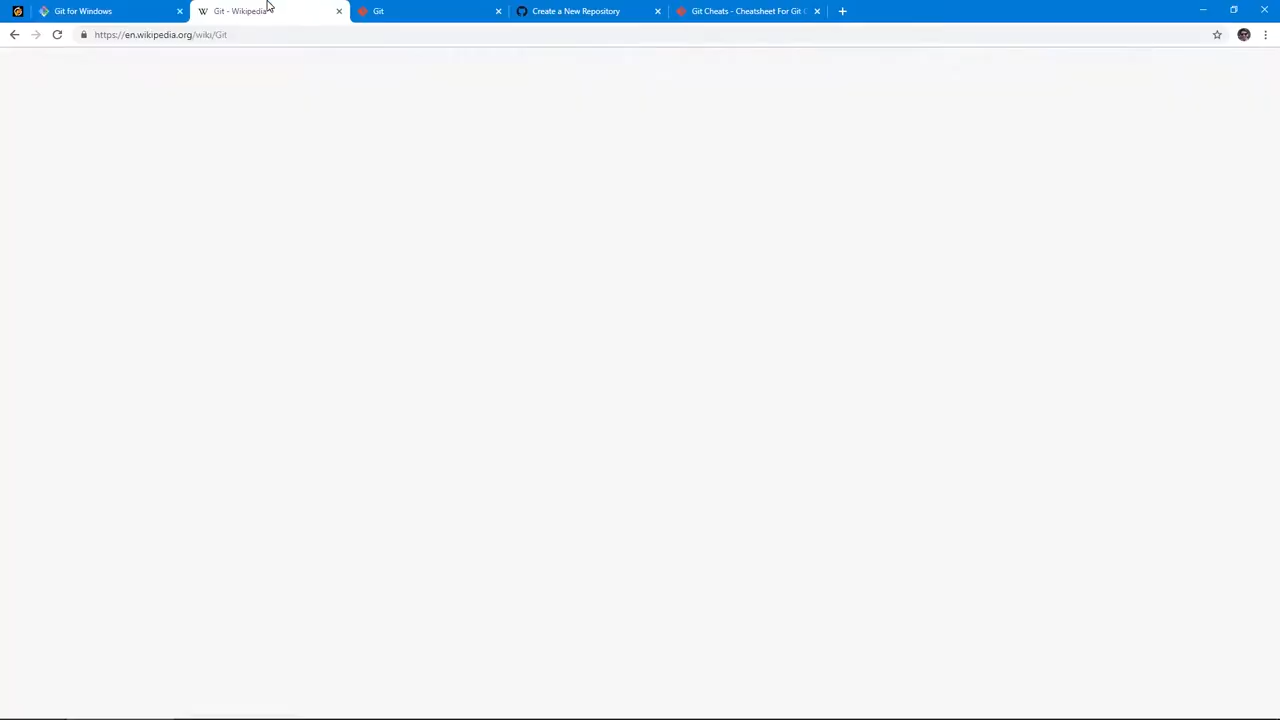 Git for Windows
Git - Wikipedia
Git
Create a New Repository
Git Cheats - Cheatsheet For Git C
https://en.wikipedia.org/wiki/Git